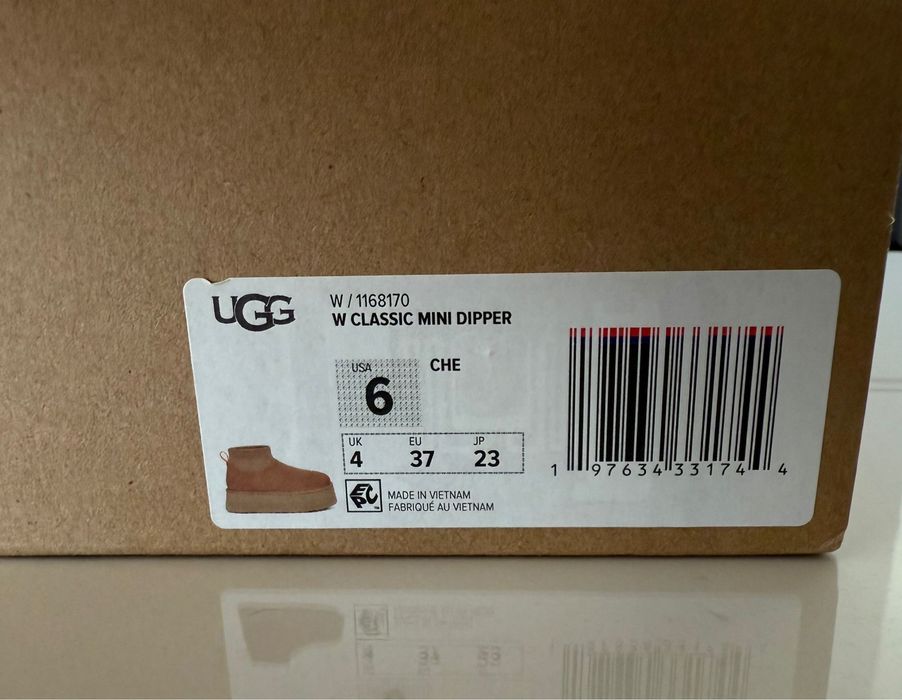 UGG
W / 1168170
W CLASSIC MINI DIPPER
USA
6
CHE
UK EU JP
4 37 23
EPC
MADE IN VIETNAM
FABRIQUÉ AU VIETNAM
1 97634 33174 4